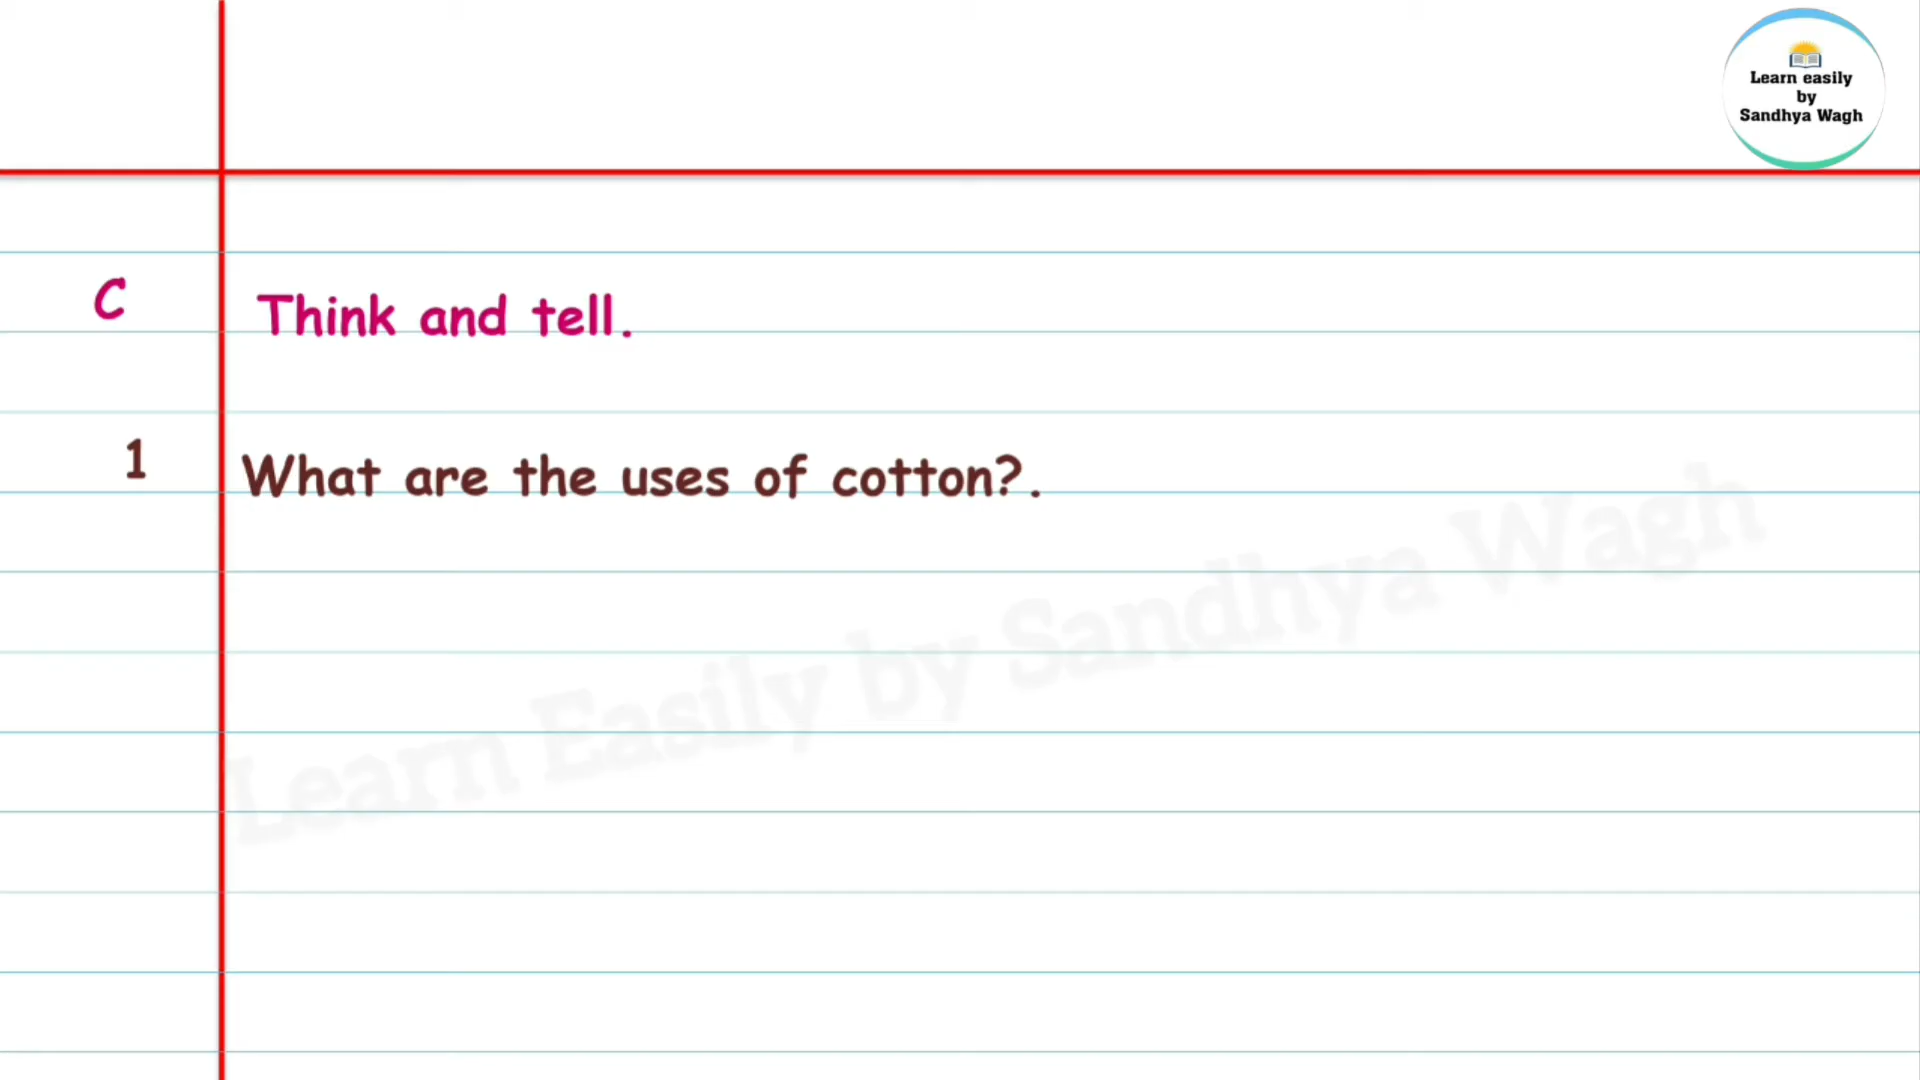 Learn easily
by
Sandhya Wagh
C Think and tell.
1 What are the uses of cotton?.
Learn Easily by Sandhya Wagh